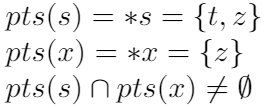 pts(s) = ∗s = {t, z}
pts(x) = ∗x = {z}
pts(s) ∩ pts(x) ≠ ∅